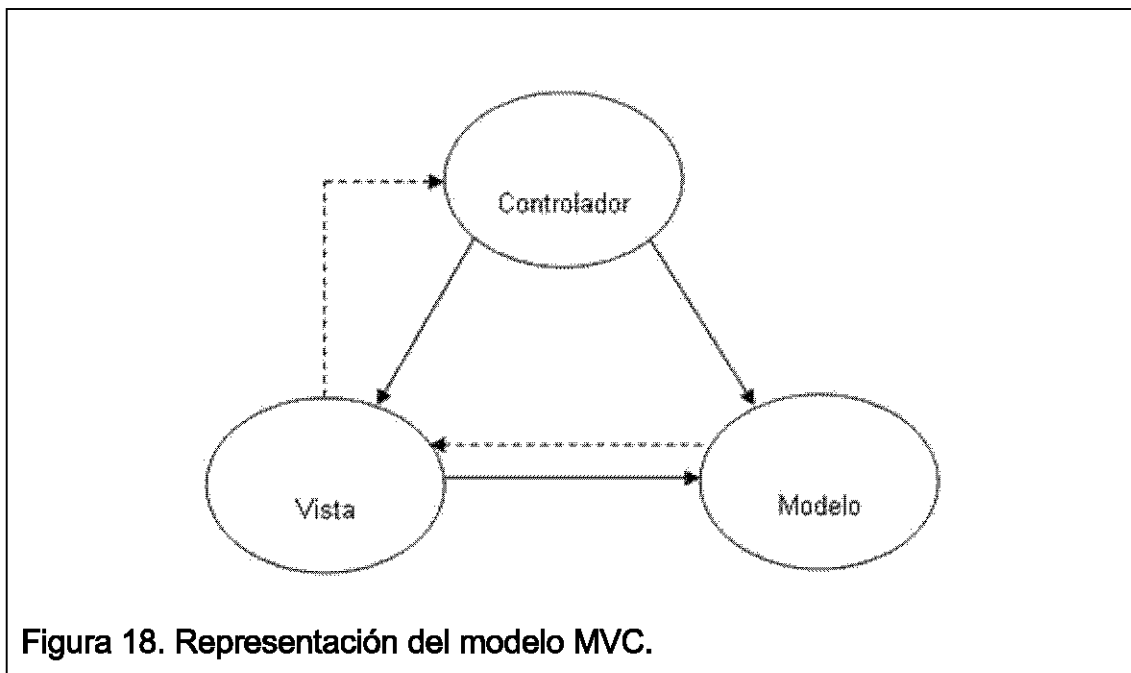 Controlador
Vista
Modelo
Figura 18. Representación del modelo MVC.